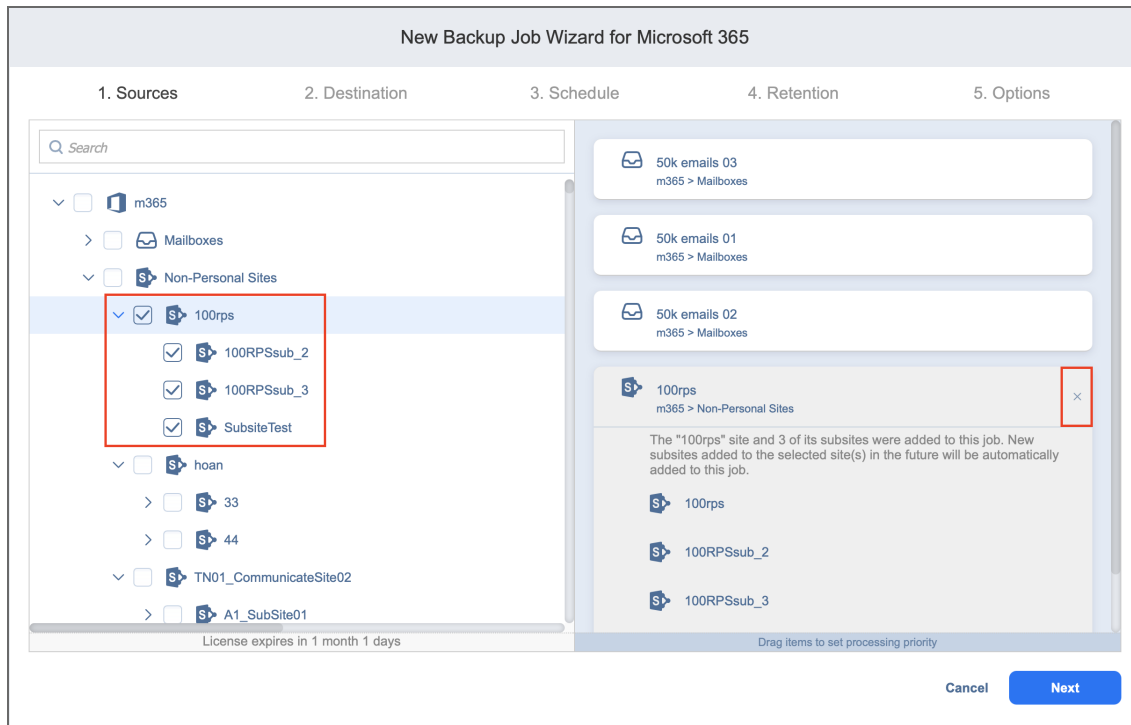 New Backup Job Wizard for Microsoft 365
1. Sources
2. Destination
3. Schedule
4. Retention
5. Options
Search
m365
Mailboxes
Non-Personal Sites
100rps
100RPSsub_2
100RPSsub_3
SubsiteTest
hoan
33
44
TN01_CommunicateSite02
A1_SubSite01
License expires in 1 month 1 days
50k emails 03
m365 > Mailboxes
50k emails 01
m365 > Mailboxes
50k emails 02
m365 > Mailboxes
100rps
m365 > Non-Personal Sites
The "100rps" site and 3 of its subsites were added to this job. New
subsites added to the selected site(s) in the future will be automatically
added to this job.
100rps
100RPSsub_2
100RPSsub_3
Drag items to set processing priority
Cancel
Next